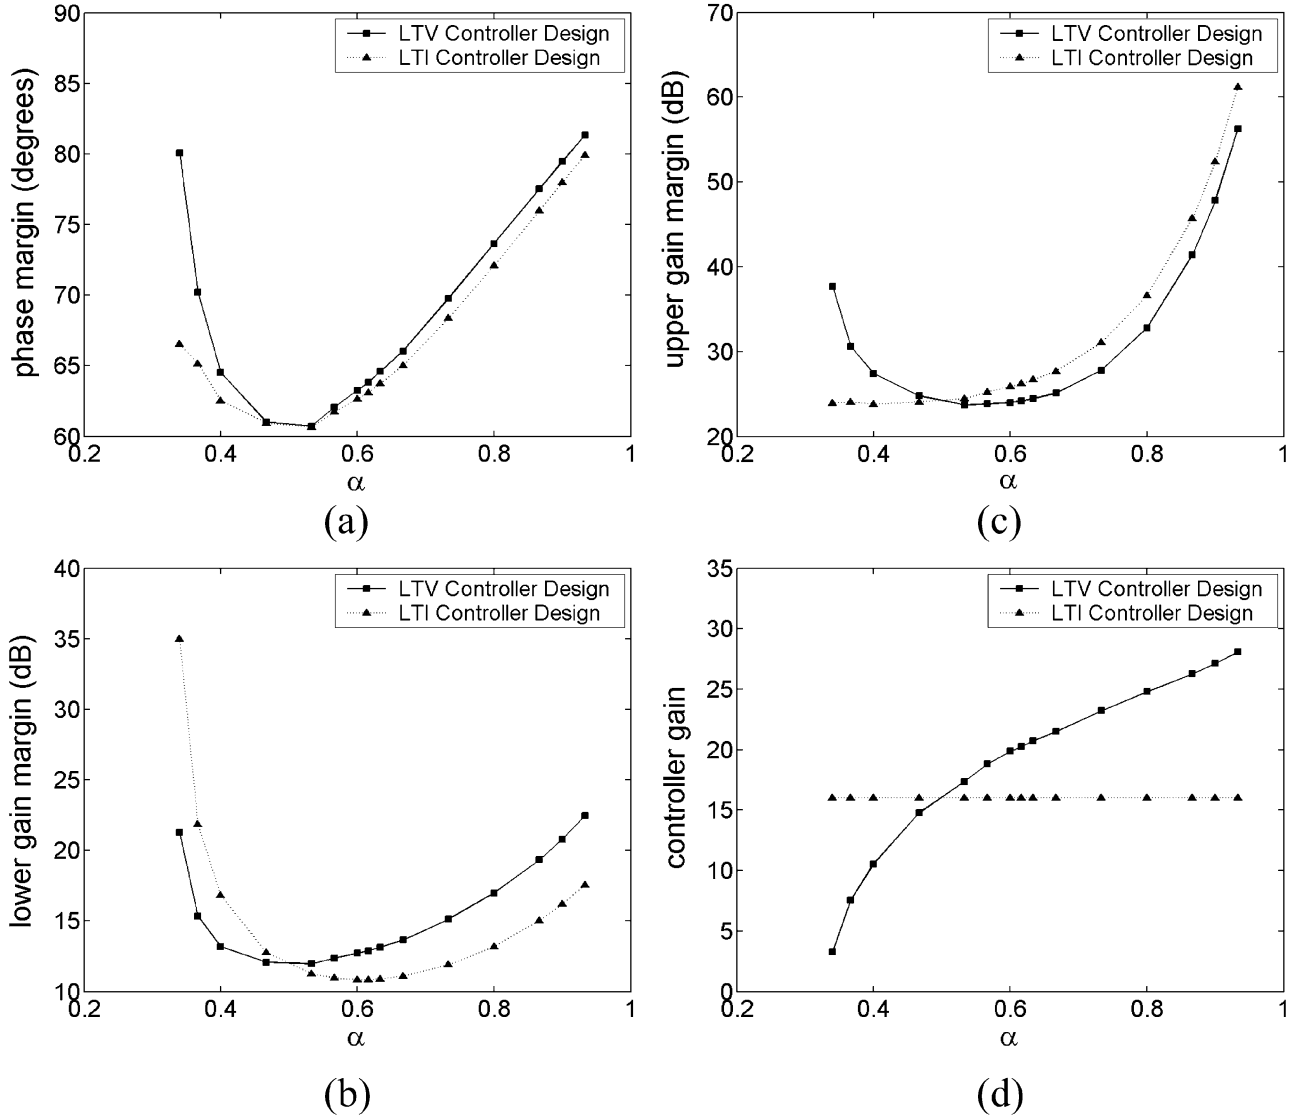 90
85
80
75
70
65
60
0.2 0.4 0.6 0.8 1
phase margin (degrees)
α
LTV Controller Design
LTI Controller Design
(a)
70
60
50
40
30
20
0.2 0.4 0.6 0.8 1
upper gain margin (dB)
α
LTV Controller Design
LTI Controller Design
(c)
40
35
30
25
20
15
10
0.2 0.4 0.6 0.8 1
lower gain margin (dB)
α
LTV Controller Design
LTI Controller Design
(b)
35
30
25
20
15
10
5
0
0.2 0.4 0.6 0.8 1
controller gain
α
LTV Controller Design
LTI Controller Design
(d)